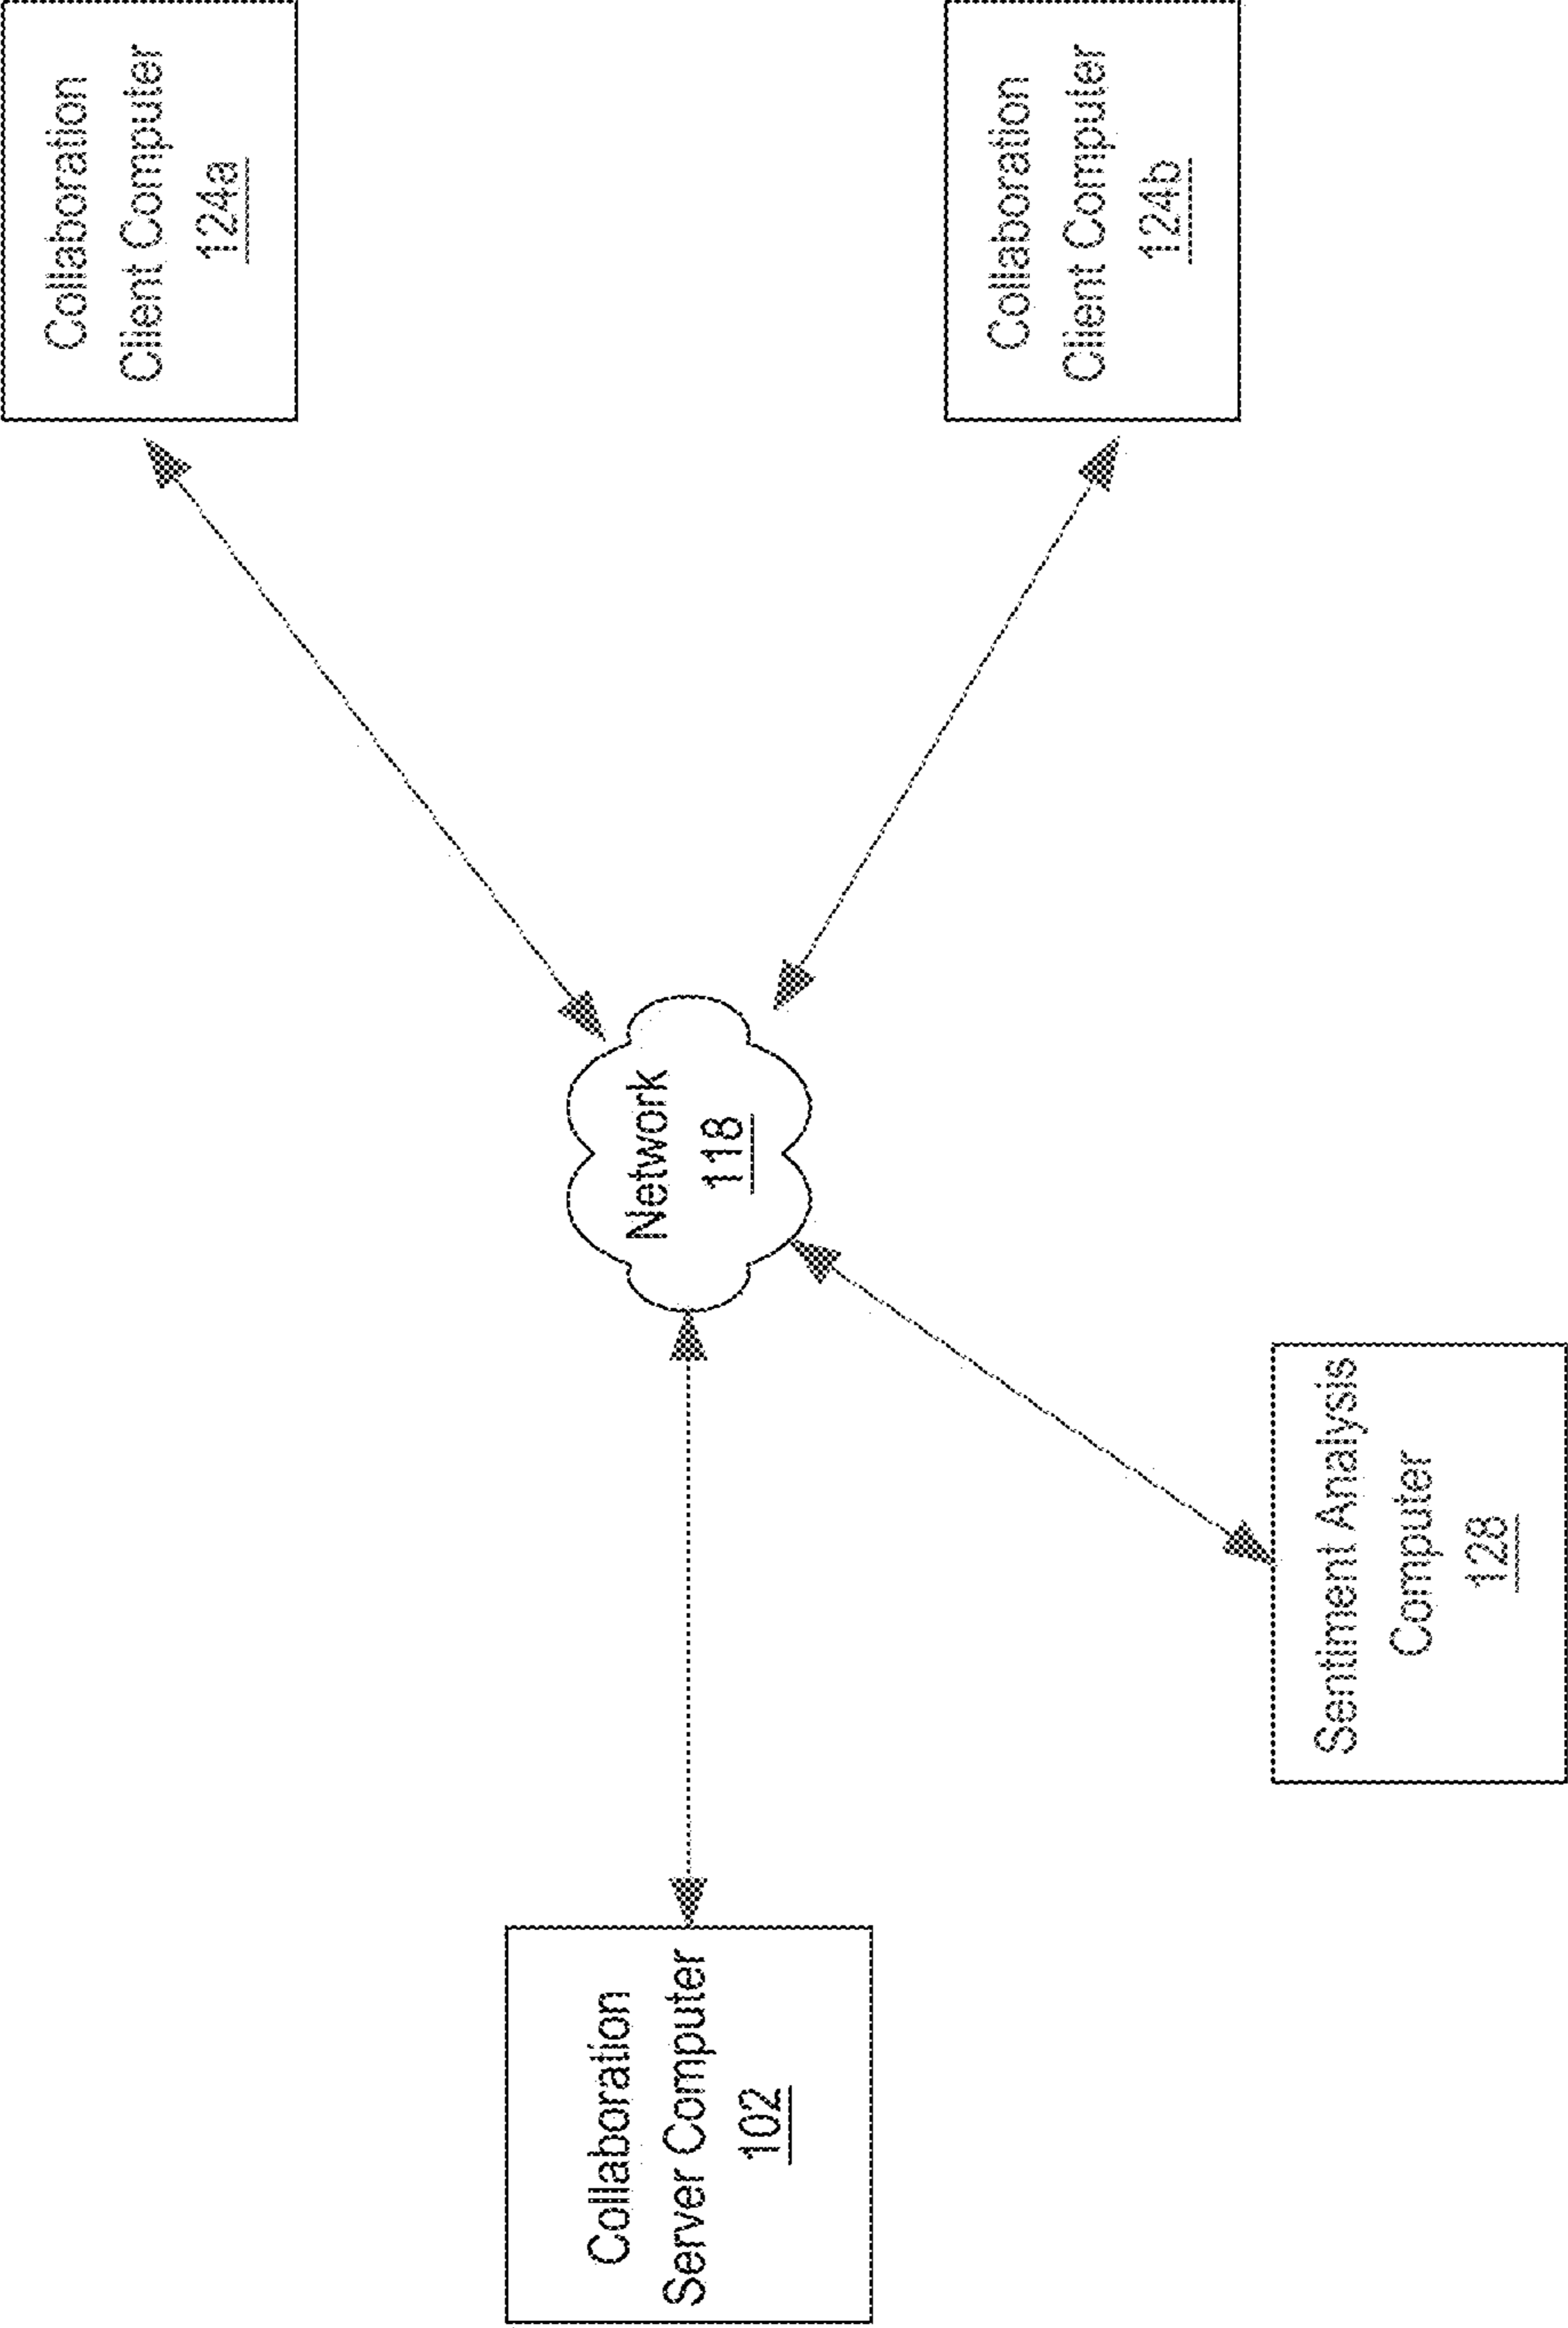 Collaboration
Client Computer
124a
Collaboration
Server Computer
102
Network
118
Collaboration
Client Computer
124b
Sentiment Analysis
Computer
128